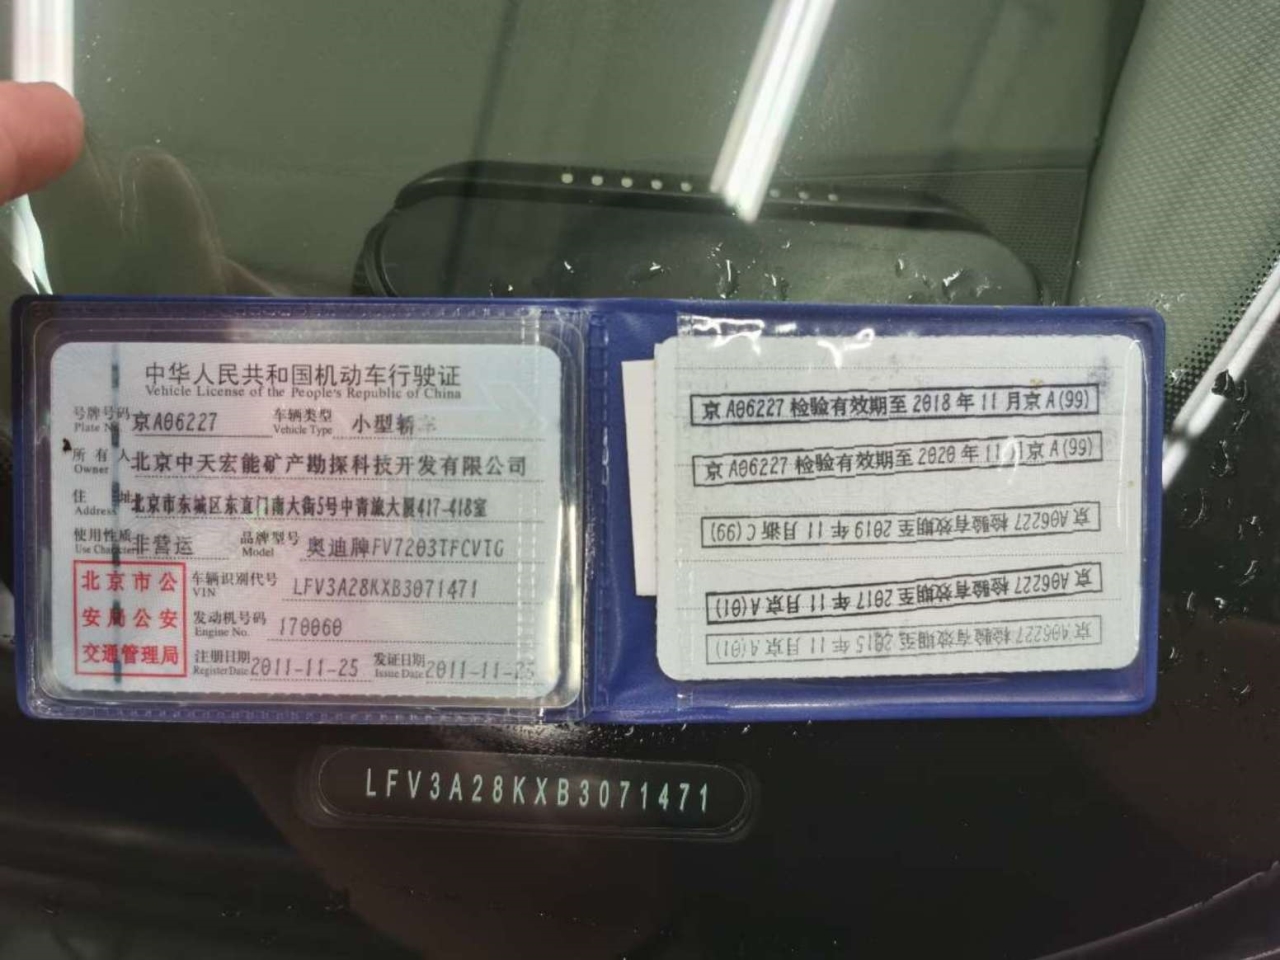 中华人民共和国机动车行驶证
Vehicle License of the People's Republic of China
号牌号码 Plate No. 京A06227 车辆类型 Vehicle Type 小型轿车
所有人 Owner 北京中天宏能矿产勘探科技开发有限公司
住址 Address 北京市东城区东直门南大街5号中青旅大厦417-418室
使用性质 Use Character 非营运 品牌型号 Model 奥迪牌FV7203TFCVTG
北京市公
安局公安
交通管理局
车辆识别代号 VIN LFV3A28KXB3071471
发动机号码 Engine No. 170060
注册日期 Register Date 2011-11-25 发证日期 Issue Date 2011-11-25
京A06227检验有效期至2018年11月京A(99)
京A06227检验有效期至2020年11月京A(99)
京A06227检验有效期至2019年11月浙C(99)
京A06227检验有效期至2017年11月京A(01)
京A06227检验有效期至2015年11月京A(01)
LFV3A28KXB3071471